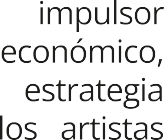 impulsor
económico,
estrategia
los artistas